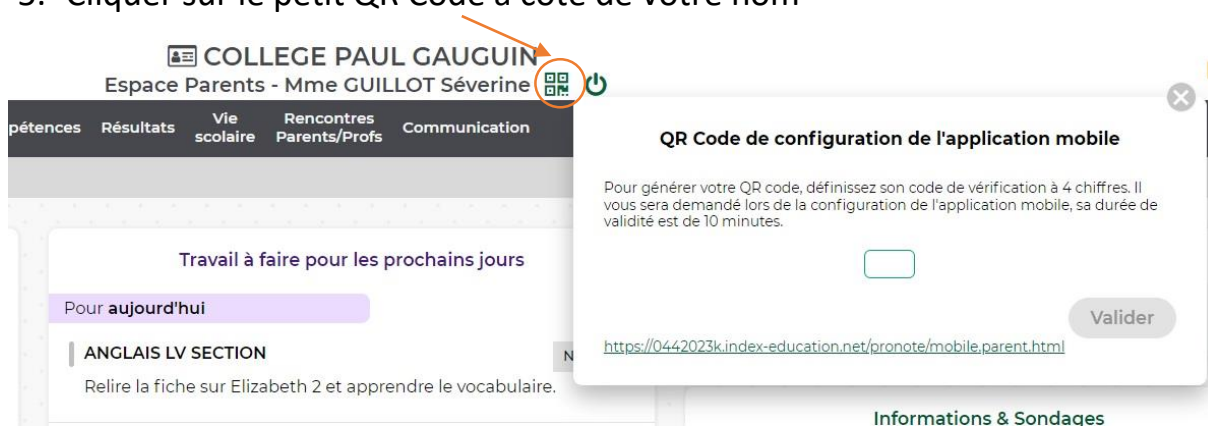 Cliquer sur le petit QR Code à côté de votre nom
COLLEGE PAUL GAUGUIN
Espace Parents - Mme GUILLOT Séverine
pétences Résultats Vie scolaire Rencontres Parents/Profs Communication
QR Code de configuration de l'application mobile
Pour générer votre QR code, définissez son code de vérification à 4 chiffres. Il
vous sera demandé lors de la configuration de l'application mobile, sa durée de
validité est de 10 minutes.
Valider
https://0442023k.index-education.net/pronote/mobile.parent.html
Travail à faire pour les prochains jours
Pour aujourd'hui
ANGLAIS LV SECTION
N
Relire la fiche sur Elizabeth 2 et apprendre le vocabulaire.
Informations & Sondages